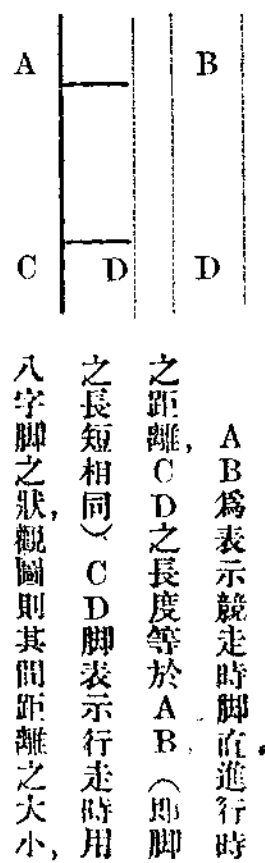 A B
C D D
AB爲表示競走時脚直進行時
之距離，CD之長度等於AB，（即脚
之長短相同）CD脚表示行走時用
八字脚之狀，觀圖則其間距離之大小，